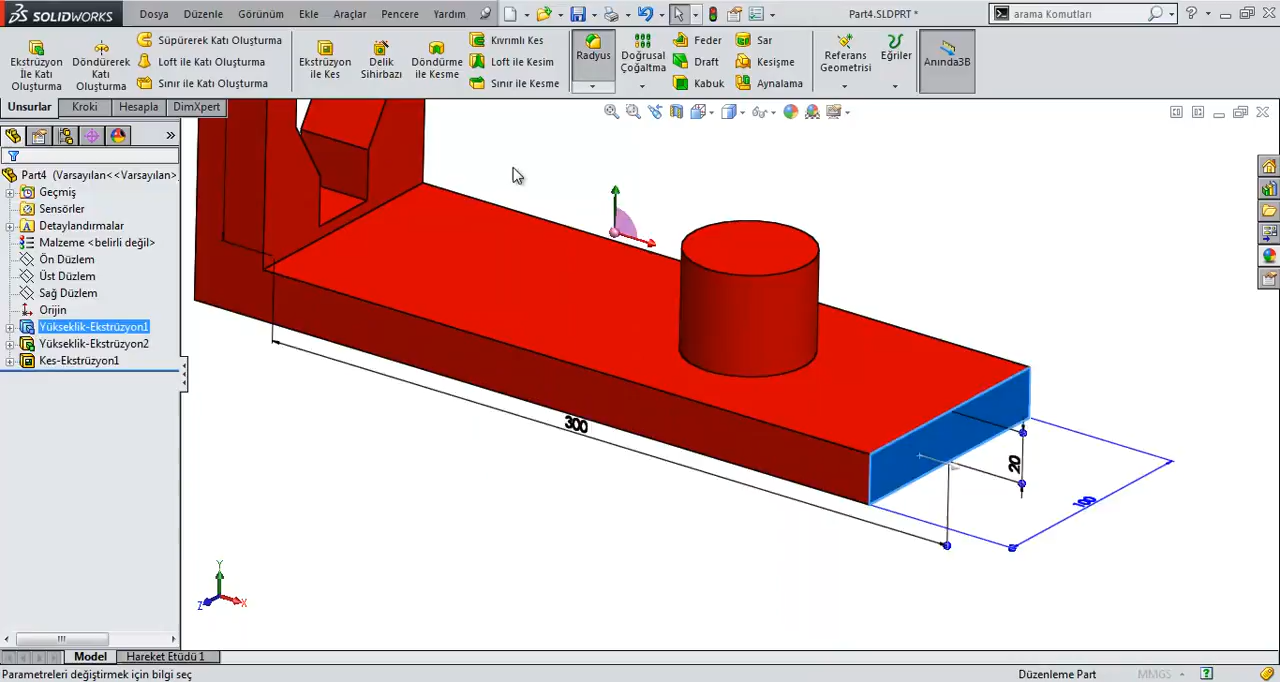 SOLIDWORKS
Dosya Düzenle Görünüm Ekle Araçlar Pencere Yardım
Part4.SLDPRT *
arama Komutları
Ekstrüzyon İle Katı Oluşturma
Döndürerek Katı Oluşturma
Süpürerek Katı Oluşturma
Loft ile Katı Oluşturma
Sınır ile Katı Oluşturma
Ekstrüzyon ile Kes
Delik Sihirbazı
Döndürme ile Kesme
Kıvrımlı Kes
Loft ile Kesim
Sınır ile Kesme
Radyus
Doğrusal Çoğaltma
Feder
Draft
Kabuk
Sar
Kesişme
Aynalama
Referans Geometrisi
Eğriler
Anında3B
Unsurlar Kroki Hesapla DimXpert
Part4 (Varsayılan<<Varsayılan>
Geçmiş
Sensörler
Detaylandırmalar
Malzeme <belirli değil>
Ön Düzlem
Üst Düzlem
Sağ Düzlem
Orijin
Yükseklik-Ekstrüzyon1
Yükseklik-Ekstrüzyon2
Kes-Ekstrüzyon1
300
20
100
Y
Z
X
Model Hareket Etüdü 1
Parametreleri değiştirmek için bilgi seç
Düzenleme Part
MMGS